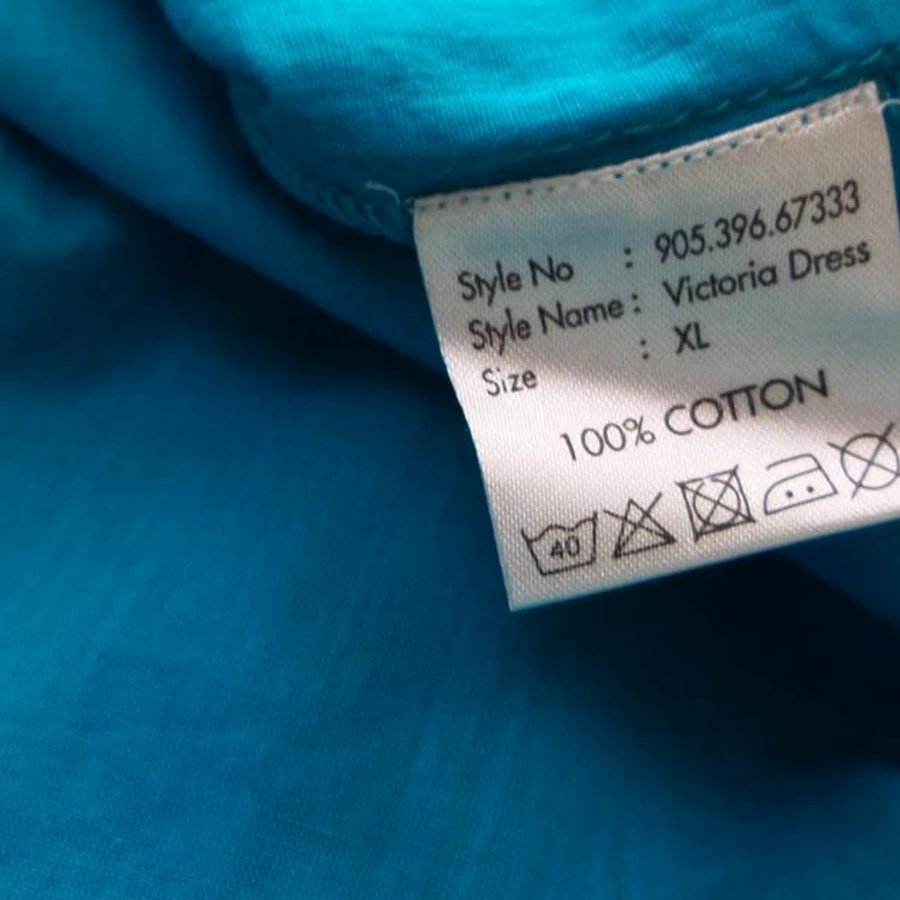 Style No : 905.396.67333
Style Name : Victoria Dress
Size : XL
100% COTTON
40